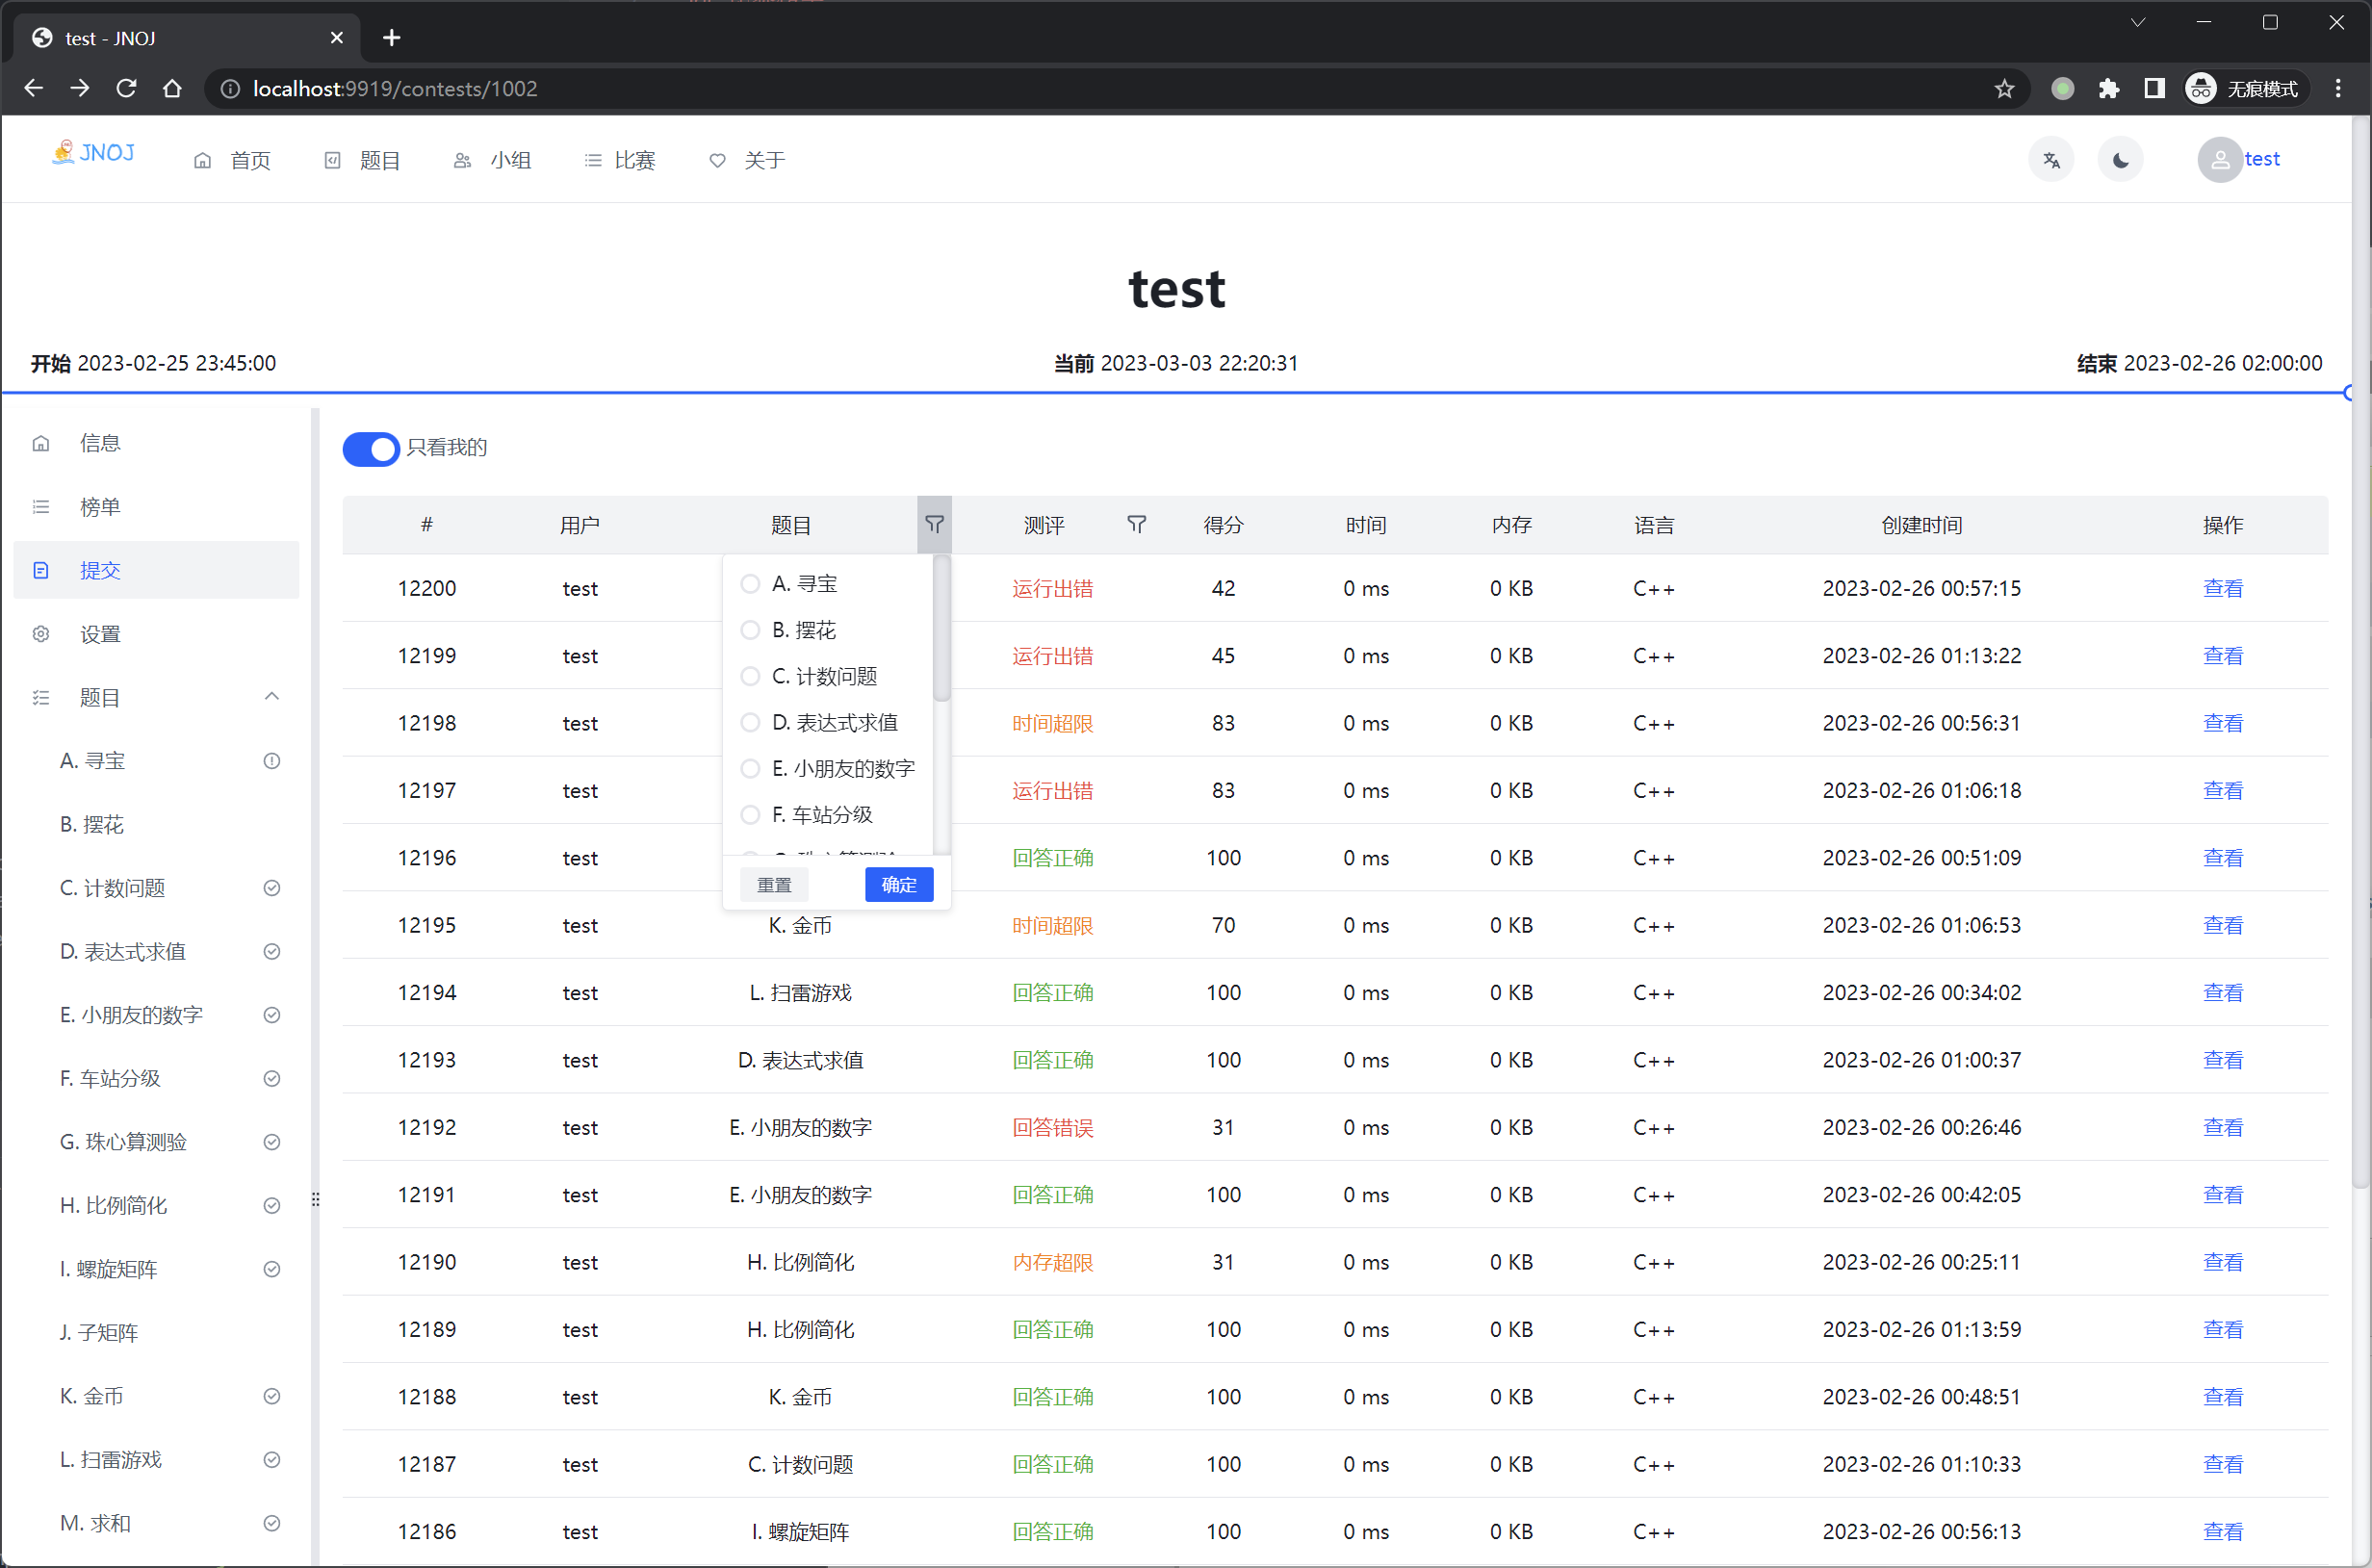 test - JNOJ
localhost:9919/contests/1002
无痕模式
JNOJ
首页
题目
小组
比赛
关于
test
test
开始 2023-02-25 23:45:00
当前 2023-03-03 22:20:31
结束 2023-02-26 02:00:00
信息
榜单
提交
设置
题目
A. 寻宝
B. 摆花
C. 计数问题
D. 表达式求值
E. 小朋友的数字
F. 车站分级
G. 珠心算测验
H. 比例简化
I. 螺旋矩阵
J. 子矩阵
K. 金币
L. 扫雷游戏
M. 求和
只看我的
# 用户 题目 测评 得分 时间 内存 语言 创建时间 操作
12200 test 运行出错 42 0 ms 0 KB C++ 2023-02-26 00:57:15 查看
12199 test 运行出错 45 0 ms 0 KB C++ 2023-02-26 01:13:22 查看
12198 test 时间超限 83 0 ms 0 KB C++ 2023-02-26 00:56:31 查看
12197 test 运行出错 83 0 ms 0 KB C++ 2023-02-26 01:06:18 查看
12196 test 回答正确 100 0 ms 0 KB C++ 2023-02-26 00:51:09 查看
12195 test K. 金币 时间超限 70 0 ms 0 KB C++ 2023-02-26 01:06:53 查看
12194 test L. 扫雷游戏 回答正确 100 0 ms 0 KB C++ 2023-02-26 00:34:02 查看
12193 test D. 表达式求值 回答正确 100 0 ms 0 KB C++ 2023-02-26 01:00:37 查看
12192 test E. 小朋友的数字 回答错误 31 0 ms 0 KB C++ 2023-02-26 00:26:46 查看
12191 test E. 小朋友的数字 回答正确 100 0 ms 0 KB C++ 2023-02-26 00:42:05 查看
12190 test H. 比例简化 内存超限 31 0 ms 0 KB C++ 2023-02-26 00:25:11 查看
12189 test H. 比例简化 回答正确 100 0 ms 0 KB C++ 2023-02-26 01:13:59 查看
12188 test K. 金币 回答正确 100 0 ms 0 KB C++ 2023-02-26 00:48:51 查看
12187 test C. 计数问题 回答正确 100 0 ms 0 KB C++ 2023-02-26 01:10:33 查看
12186 test I. 螺旋矩阵 回答正确 100 0 ms 0 KB C++ 2023-02-26 00:56:13 查看
A. 寻宝
B. 摆花
C. 计数问题
D. 表达式求值
E. 小朋友的数字
F. 车站分级
重置 确定